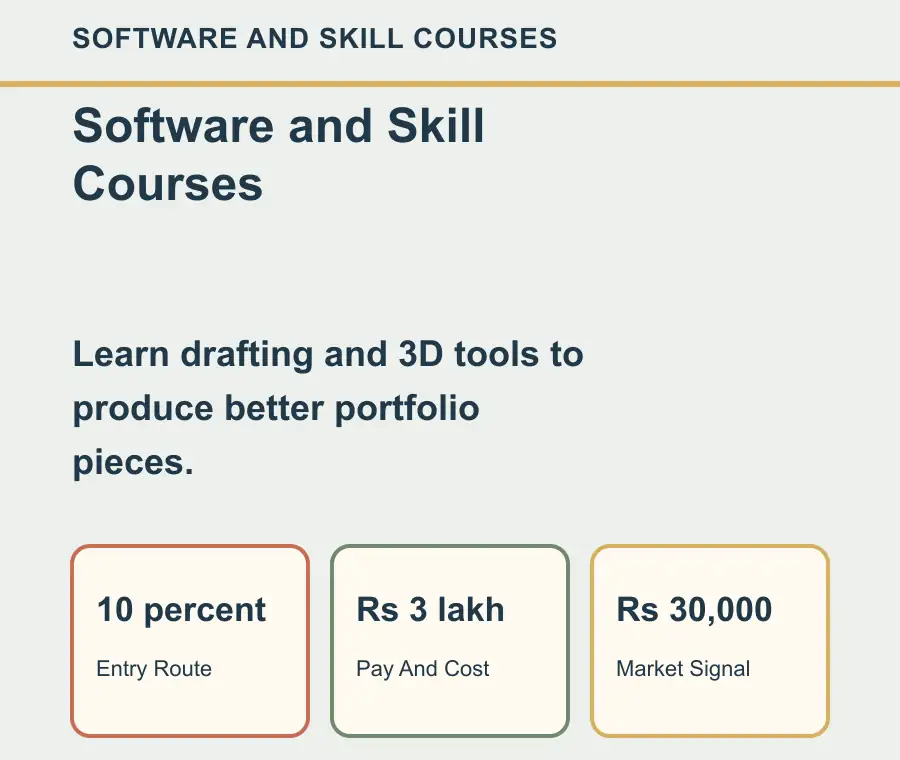 SOFTWARE AND SKILL COURSES
Software and Skill
Courses
Learn drafting and 3D tools to
produce better portfolio
pieces.
10 percent
Entry Route
Rs 3 lakh
Pay And Cost
Rs 30,000
Market Signal